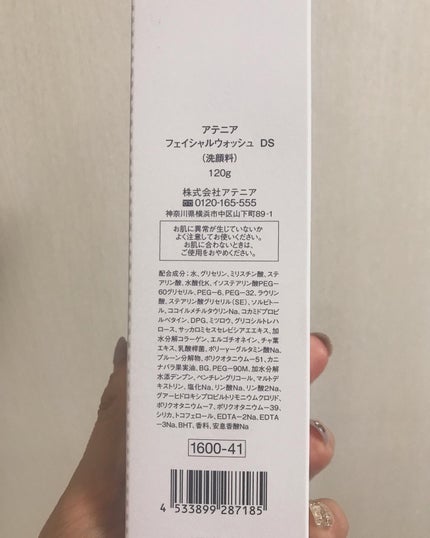 アテニア
フェイシャルウォッシュ DS
(洗顔料)
120g
株式会社アテニア
0120-165-555
神奈川県横浜市中区山下町89-1
お肌に異常が生じていないか
よく注意してお使いください。
お肌に合わないときは、
ご使用をおやめください。
配合成分:水、グリセリン、ミリスチン酸、ステ
アリン酸、水酸化K、イソステアリン酸PEG-
60グリセリル、PEG-6、PEG-32、ラウリン
酸、ステアリン酸グリセリル(SE)、ソルビトー
ル、ココイルメチルタウリンNa、コカミドプロピ
ルベタイン、DPG、ミツロウ、グリコシルトレハ
ロース、サッカロミセスセレビシアエエキス、加
水分解コラーゲン、エルゴチオネイン、チャ葉
エキス、乳酸桿菌、ポリ-γ-グルタミン酸Na、
プルーン分解物、ポリクオタニウム-51、カニ
ナバラ果実油、BG、PEG-90M、加水分解
水添デンプン、ペンチレングリコール、マルトデ
キストリン、塩化Na、リン酸Na、リン酸2Na、
グアーヒドロキシプロピルトリモニウムクロリド、
ポリクオタニウム-7、ポリクオタニウム-39、
シリカ、トコフェロール、EDTA-2Na、EDTA
-3Na、BHT、香料、安息香酸Na
1600-41
4 533899 287185